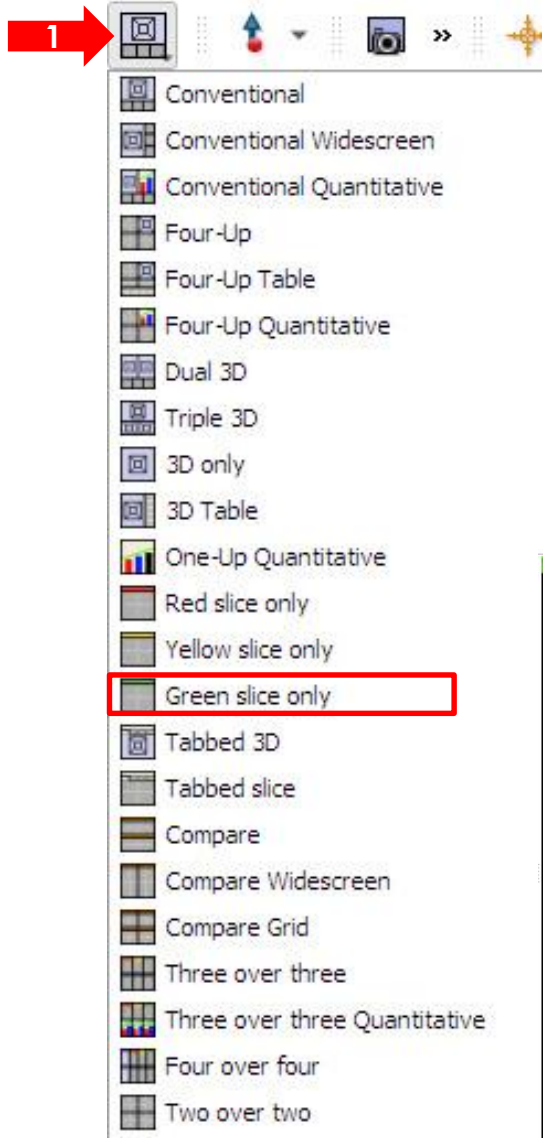 1
»
Conventional
Conventional Widescreen
Conventional Quantitative
Four-Up
Four-Up Table
Four-Up Quantitative
Dual 3D
Triple 3D
3D only
3D Table
One-Up Quantitative
Red slice only
Yellow slice only
Green slice only
Tabbed 3D
Tabbed slice
Compare
Compare Widescreen
Compare Grid
Three over three
Three over three Quantitative
Four over four
Two over two